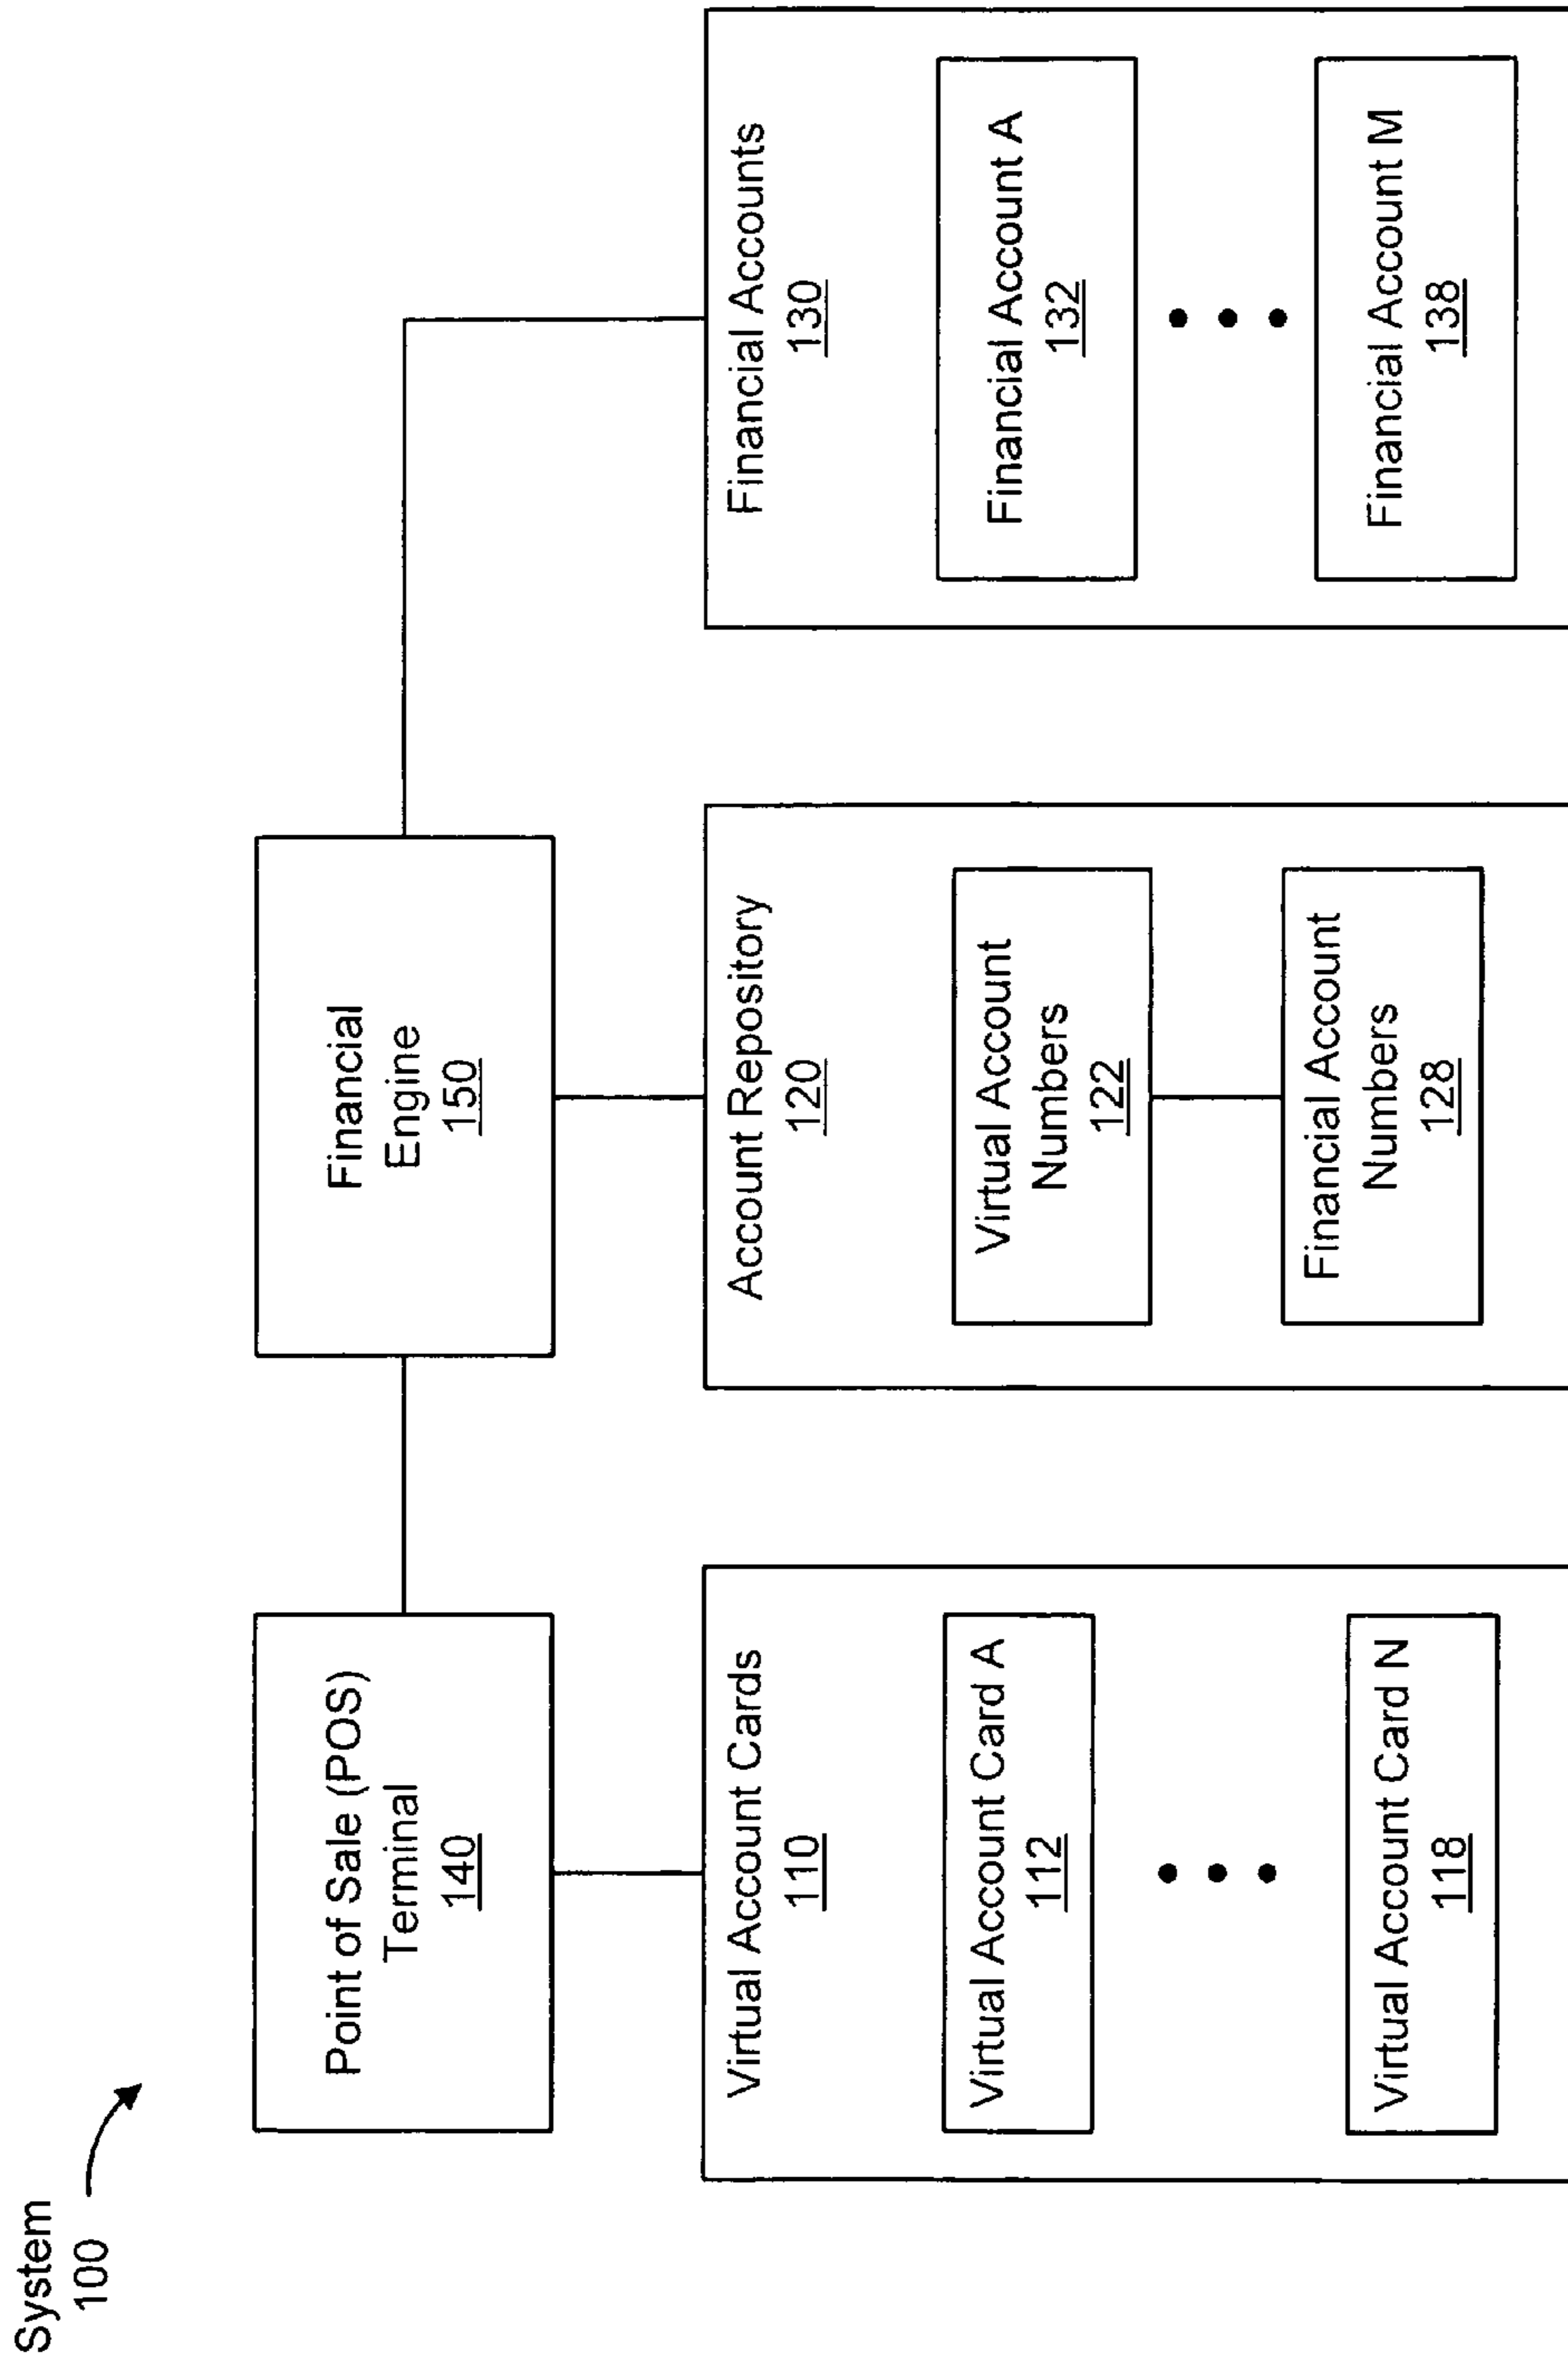 System
100
Point of Sale (POS)
Terminal
140
Financial
Engine
150
Virtual Account Cards
110
Virtual Account Card A
112
Virtual Account Card N
118
Account Repository
120
Virtual Account
Numbers
122
Financial Account
Numbers
128
Financial Accounts
130
Financial Account A
132
Financial Account M
138